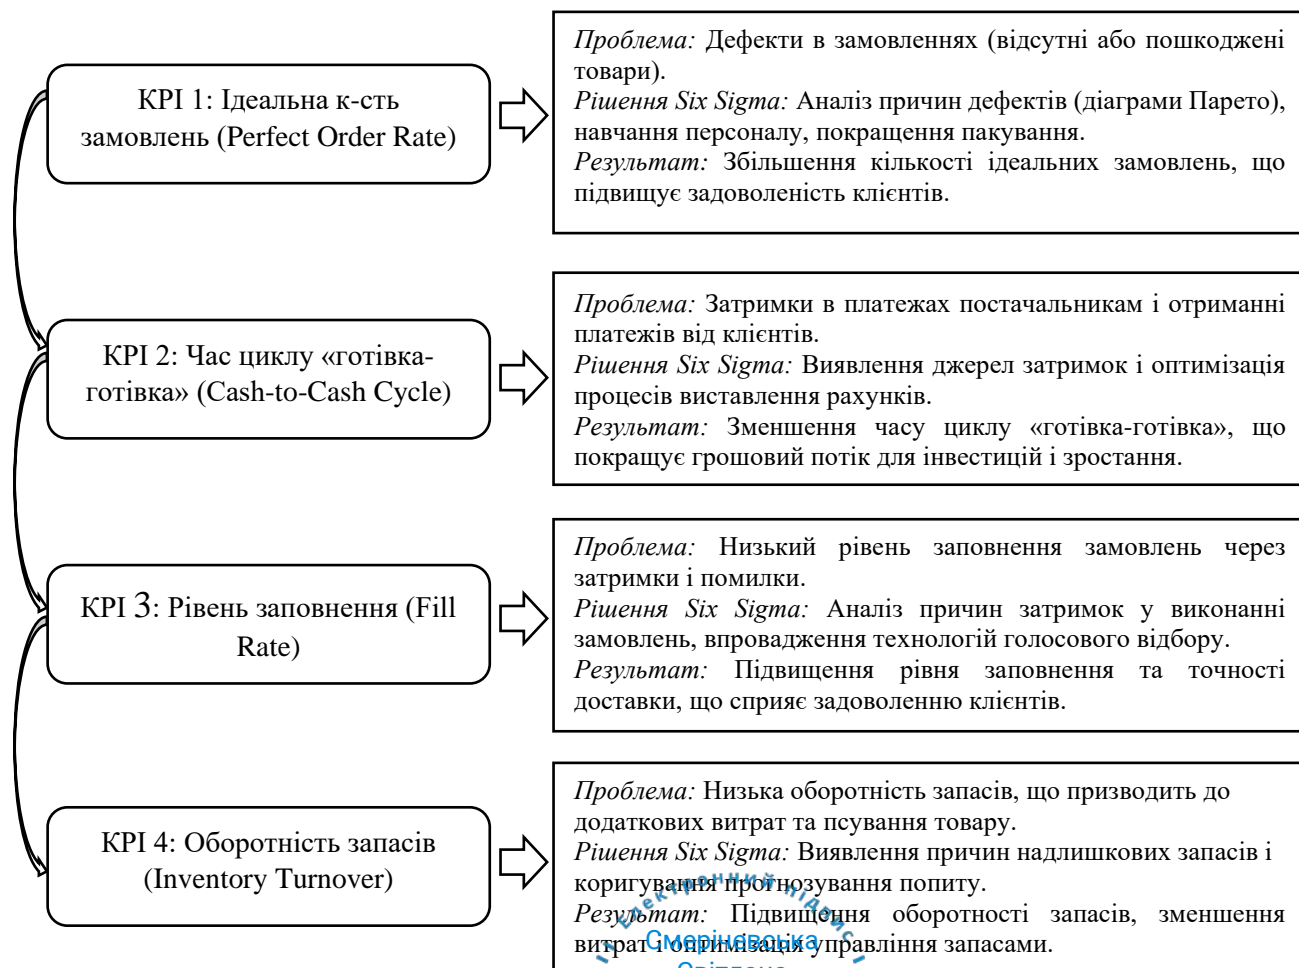 КРІ 1: Ідеальна к-сть
замовлень (Perfect Order Rate)
Проблема: Дефекти в замовленнях (відсутні або пошкоджені
товари).
Рішення Six Sigma: Аналіз причин дефектів (діаграми Парето),
навчання персоналу, покращення пакування.
Результат: Збільшення кількості ідеальних замовлень, що
підвищує задоволеність клієнтів.
КРІ 2: Час циклу «готівка-
готівка» (Cash-to-Cash Cycle)
Проблема: Затримки в платежах постачальникам і отриманні
платежів від клієнтів.
Рішення Six Sigma: Виявлення джерел затримок і оптимізація
процесів виставлення рахунків.
Результат: Зменшення часу циклу «готівка-готівка», що
покращує грошовий потік для інвестицій і зростання.
КРІ 3: Рівень заповнення (Fill
Rate)
Проблема: Низький рівень заповнення замовлень через
затримки і помилки.
Рішення Six Sigma: Аналіз причин затримок у виконанні
замовлень, впровадження технологій голосового відбору.
Результат: Підвищення рівня заповнення та точності
доставки, що сприяє задоволенню клієнтів.
КРІ 4: Оборотність запасів
(Inventory Turnover)
Проблема: Низька оборотність запасів, що призводить до
додаткових витрат та псування товару.
Рішення Six Sigma: Виявлення причин надлишкових запасів і
коригування прогнозування попиту.
Результат: Підвищення оборотності запасів, зменшення
витрат і оптимізація управління запасами.
Електронний підпис
Смерічевська
Світлана